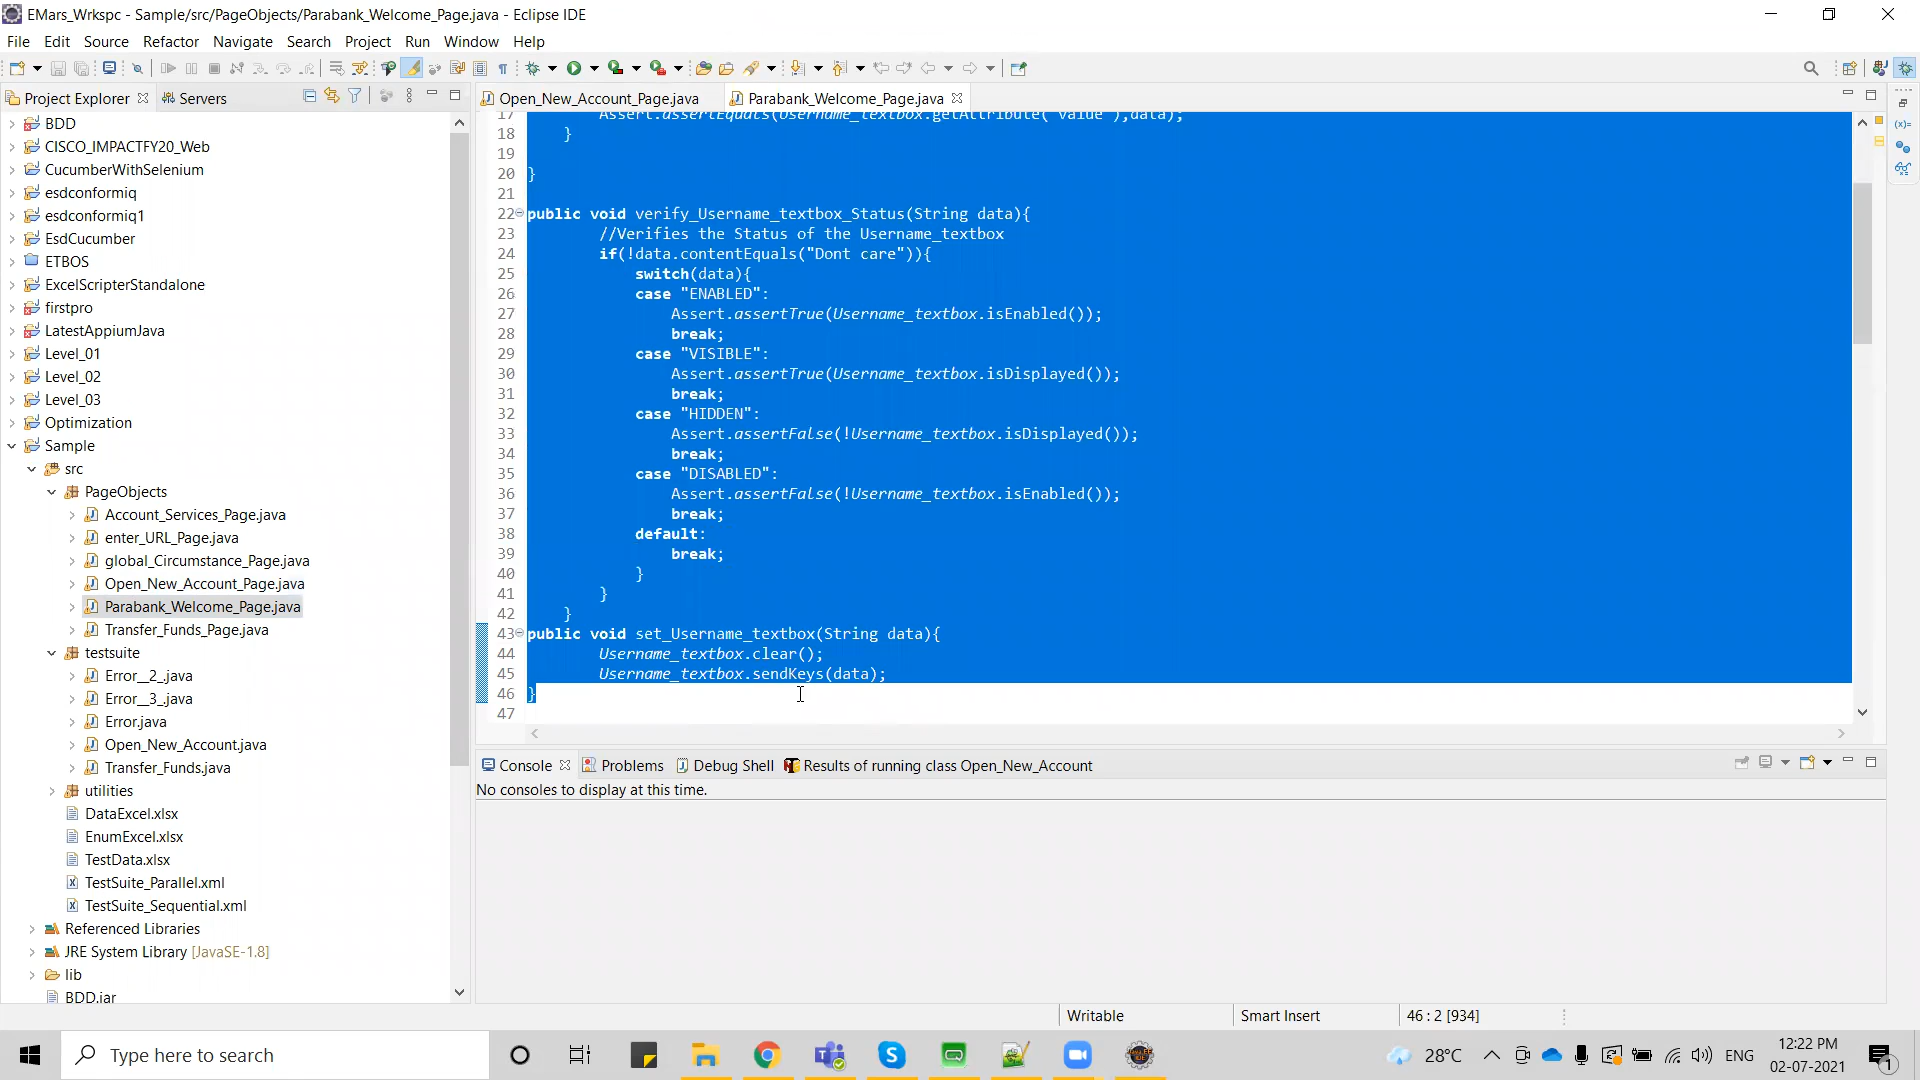 EMars_Wrkspc - Sample/src/PageObjects/Parabank_Welcome_Page.java - Eclipse IDE
File Edit Source Refactor Navigate Search Project Run Window Help
Project Explorer
Servers
BDD
CISCO_IMPACTFY20_Web
CucumberWithSelenium
esdconformiq
esdconformiq1
EsdCucumber
ETBOS
ExcelScripterStandalone
firstpro
LatestAppiumJava
Level_01
Level_02
Level_03
Optimization
Sample
src
PageObjects
Account_Services_Page.java
enter_URL_Page.java
global_Circumstance_Page.java
Open_New_Account_Page.java
Parabank_Welcome_Page.java
Transfer_Funds_Page.java
testsuite
Error__2_.java
Error__3_.java
Error.java
Open_New_Account.java
Transfer_Funds.java
utilities
DataExcel.xlsx
EnumExcel.xlsx
TestData.xlsx
TestSuite_Parallel.xml
TestSuite_Sequential.xml
Referenced Libraries
JRE System Library [JavaSE-1.8]
lib
BDD.jar
Open_New_Account_Page.java
Parabank_Welcome_Page.java
17 Assert.assertEquals(Username_textbox.getAttribute("value"),data);
18 }
19
20 }
21
22 public void verify_Username_textbox_Status(String data){
23 //Verifies the Status of the Username_textbox
24 if(!data.contentEquals("Dont care")){
25 switch(data){
26 case "ENABLED":
27 Assert.assertTrue(Username_textbox.isEnabled());
28 break;
29 case "VISIBLE":
30 Assert.assertTrue(Username_textbox.isDisplayed());
31 break;
32 case "HIDDEN":
33 Assert.assertFalse(!Username_textbox.isDisplayed());
34 break;
35 case "DISABLED":
36 Assert.assertFalse(!Username_textbox.isEnabled());
37 break;
38 default:
39 break;
40 }
41 }
42 }
43 public void set_Username_textbox(String data){
44 Username_textbox.clear();
45 Username_textbox.sendKeys(data);
46 }
47
Console
Problems
Debug Shell
Results of running class Open_New_Account
No consoles to display at this time.
Writable
Smart Insert
46 : 2 [934]
Type here to search
28°C
ENG
12:22 PM
02-07-2021
1